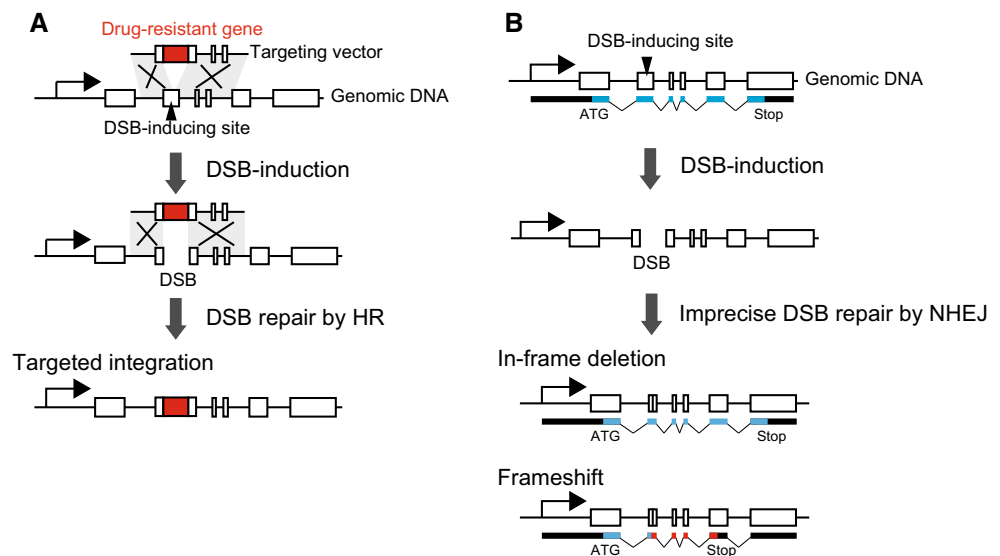 A
Drug-resistant gene
Targeting vector
Genomic DNA
DSB-inducing site
DSB-induction
DSB
DSB repair by HR
Targeted integration
B
DSB-inducing site
Genomic DNA
ATG
Stop
DSB-induction
DSB
Imprecise DSB repair by NHEJ
In-frame deletion
ATG
Stop
Frameshift
ATG
Stop